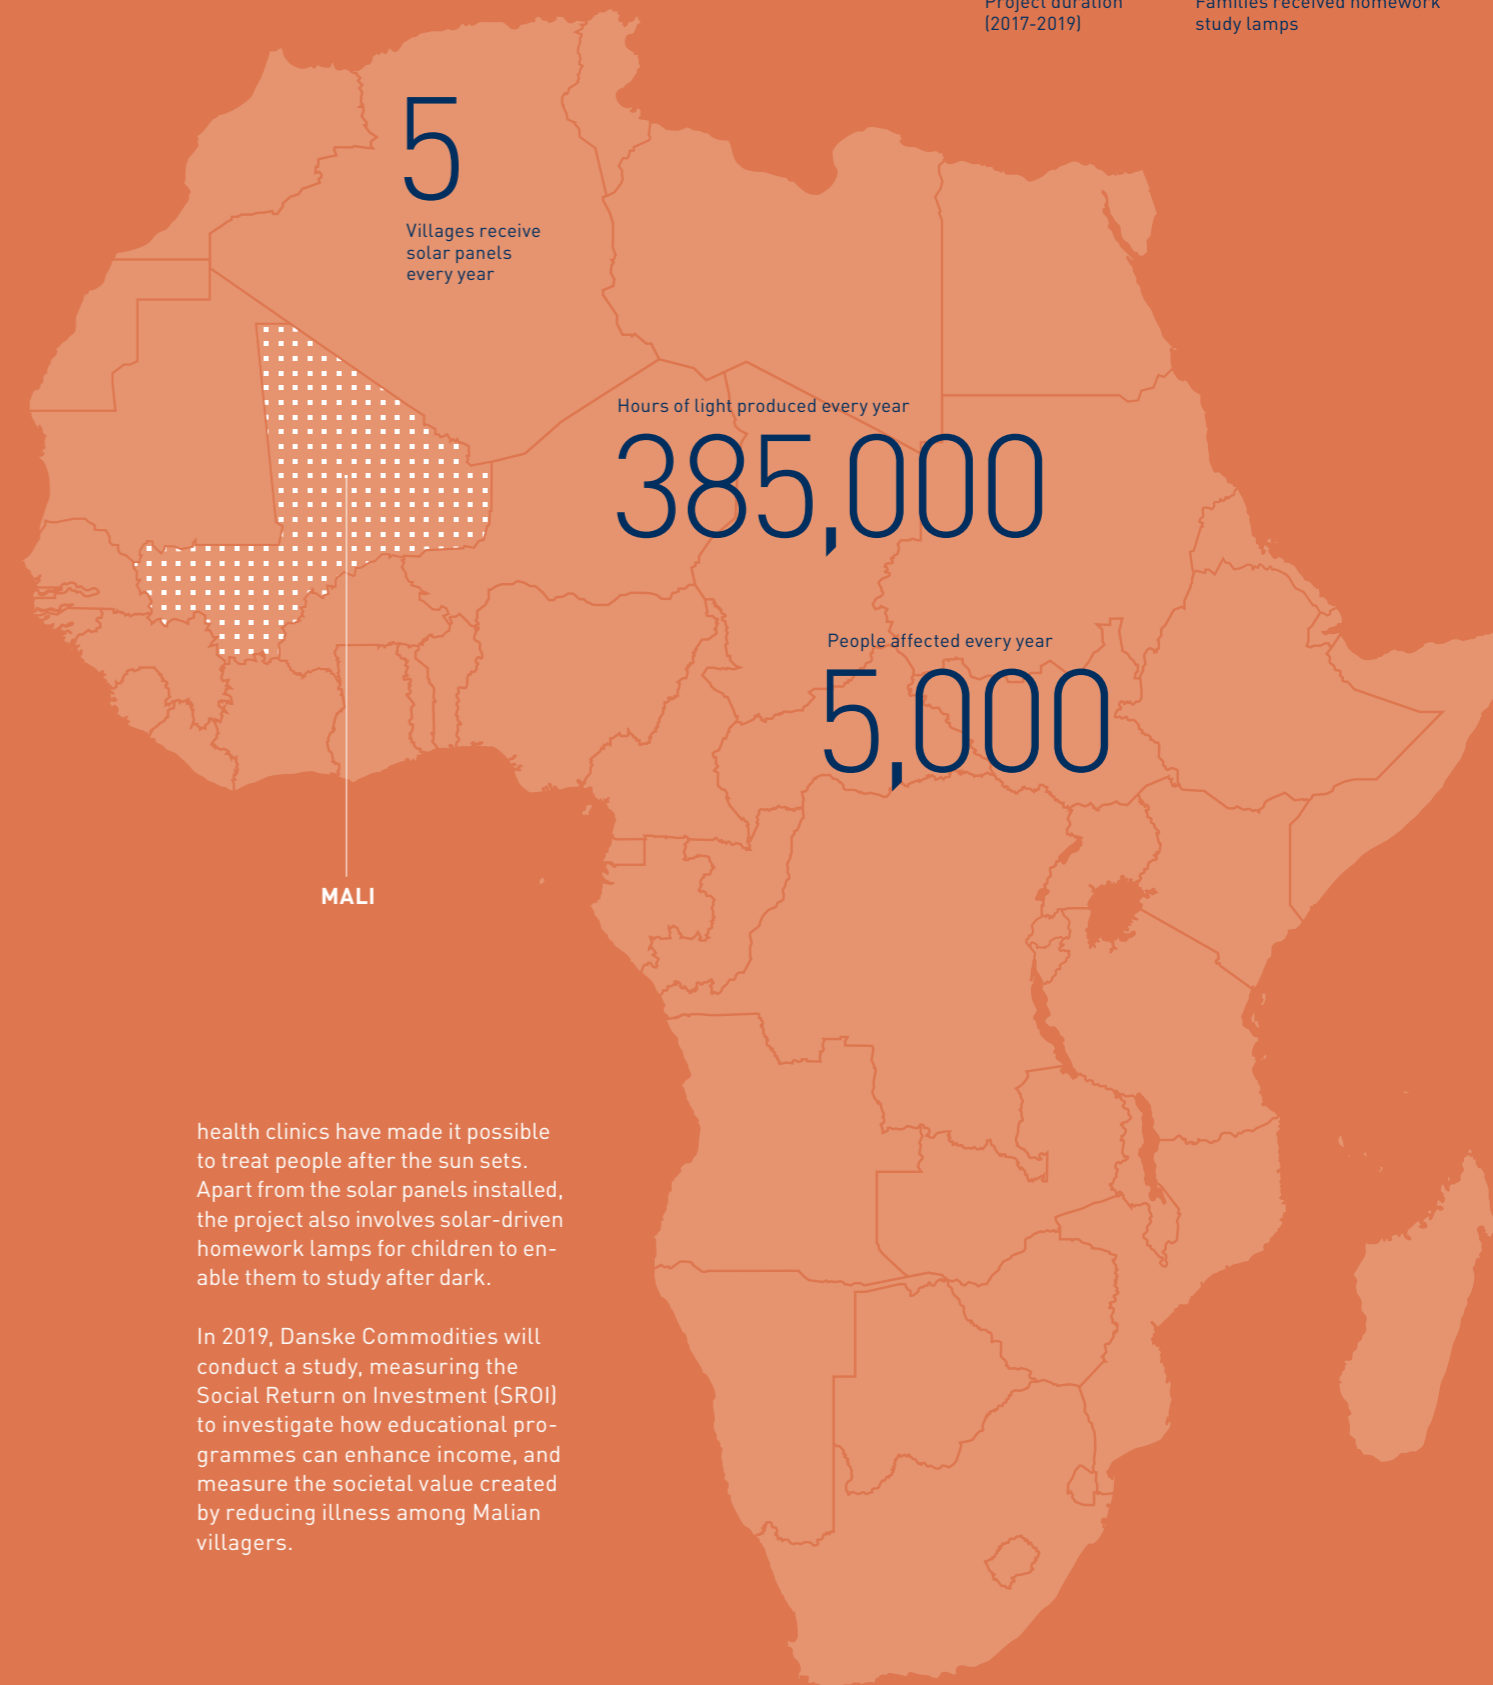 Project duration
(2017-2019)
Families received homework
study lamps
5
Villages receive
solar panels
every year
Hours of light produced every year
385,000
People affected every year
5,000
MALI
health clinics have made it possible
to treat people after the sun sets.
Apart from the solar panels installed,
the project also involves solar-driven
homework lamps for children to en-
able them to study after dark.
In 2019, Danske Commodities will
conduct a study, measuring the
Social Return on Investment (SROI)
to investigate how educational pro-
grammes can enhance income, and
measure the societal value created
by reducing illness among Malian
villagers.